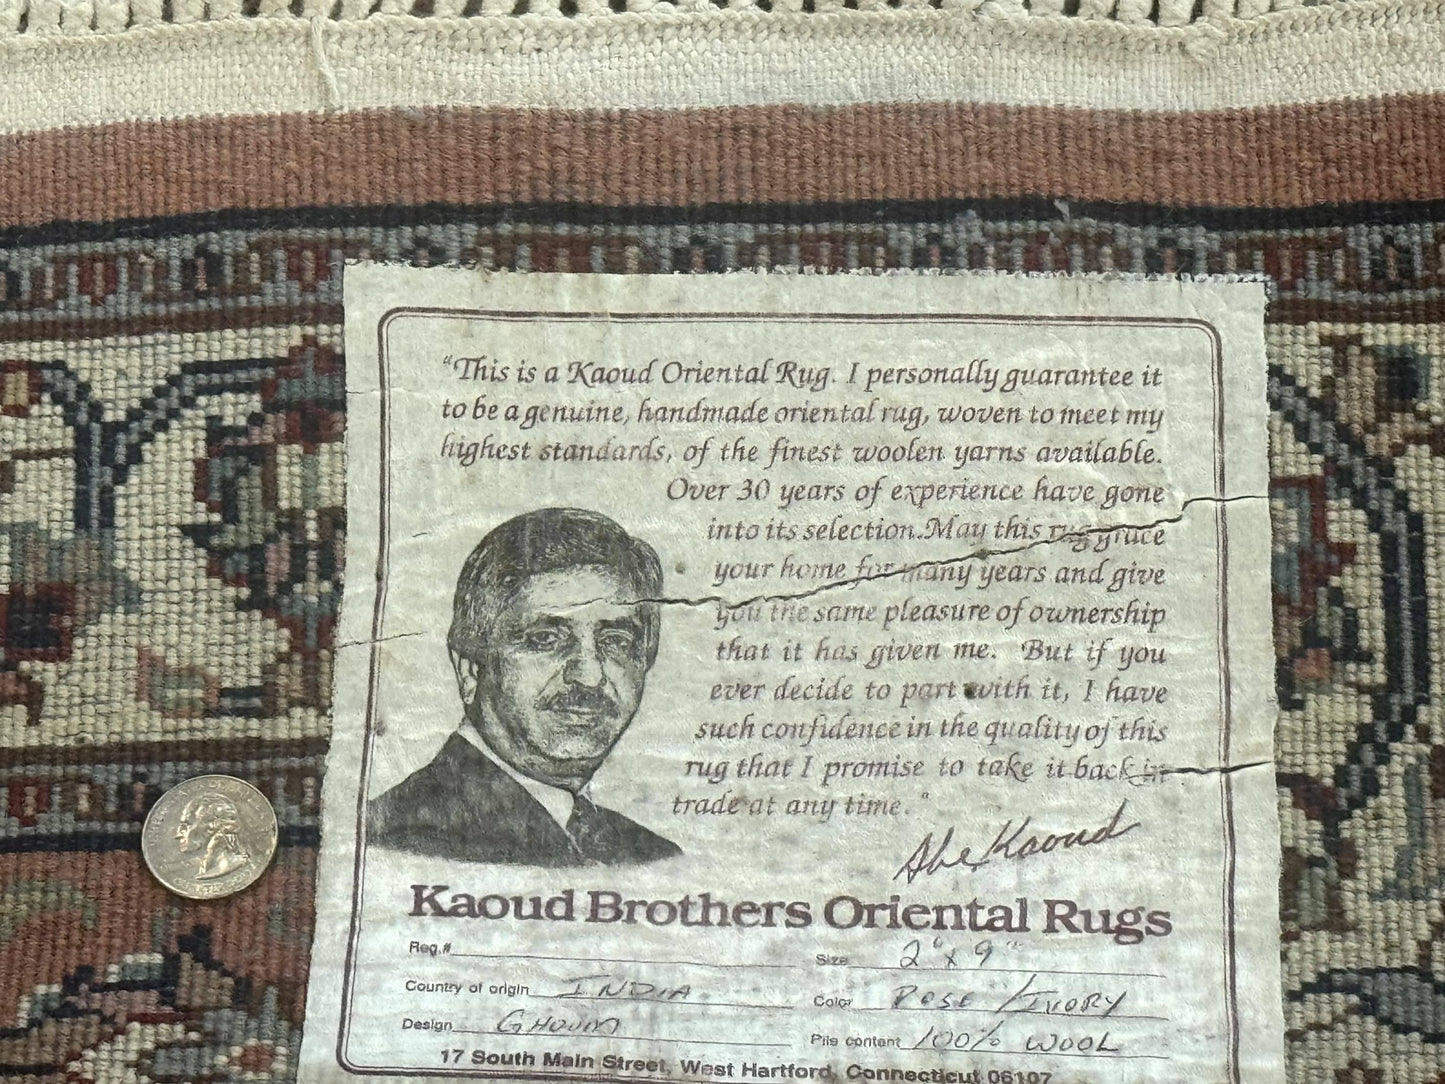 "This is a Kaoud Oriental Rug. I personally guarantee it
to be a genuine, handmade oriental rug, woven to meet my
highest standards, of the finest woolen yarns available.
Over 30 years of experience have gone
into its selection. May this rug grace
your home for many years and give
you the same pleasure of ownership
that it has given me. But if you
ever decide to part with it, I have
such confidence in the quality of this
rug that I promise to take it back in
trade at any time."
Abe Kaoud
Kaoud Brothers Oriental Rugs
Reg.# Size 2" x 9"
Country of origin INDIA Color ROSE / IVORY
Design GHOUM Pile content 100% WOOL
17 South Main Street, West Hartford, Connecticut 06107